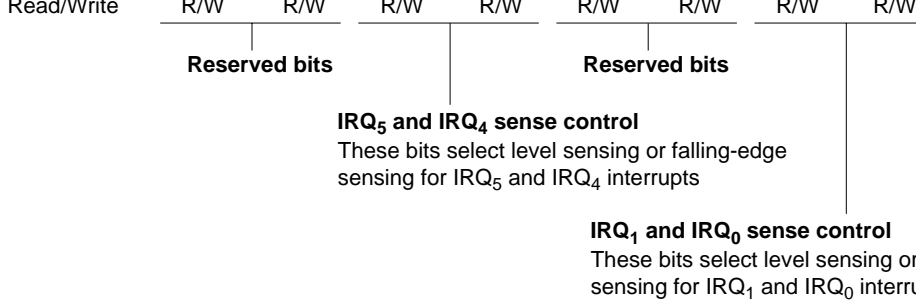 Read/Write R/W R/W R/W R/W R/W R/W R/W R/W
Reserved bits Reserved bits
IRQ5 and IRQ4 sense control
These bits select level sensing or falling-edge
sensing for IRQ5 and IRQ4 interrupts
IRQ1 and IRQ0 sense control
These bits select level sensing or
sensing for IRQ1 and IRQ0